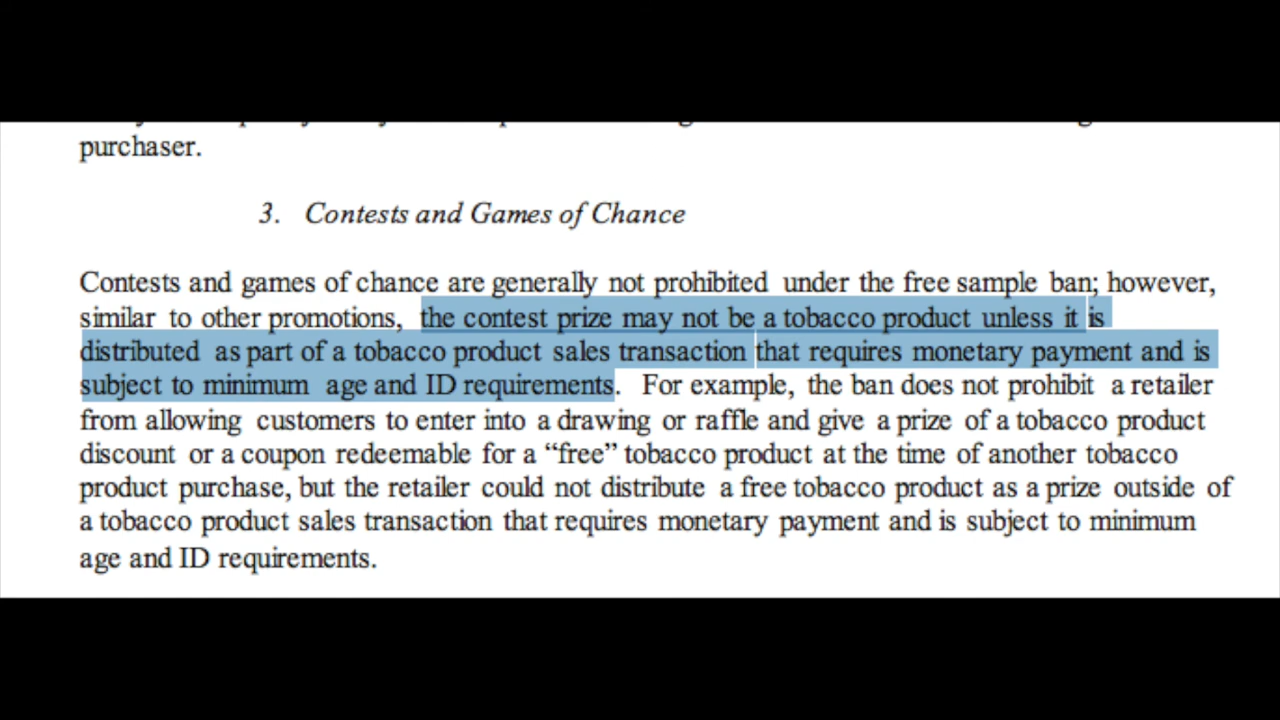 purchaser.
3. Contests and Games of Chance
Contests and games of chance are generally not prohibited under the free sample ban; however,
similar to other promotions, the contest prize may not be a tobacco product unless it is
distributed as part of a tobacco product sales transaction that requires monetary payment and is
subject to minimum age and ID requirements. For example, the ban does not prohibit a retailer
from allowing customers to enter into a drawing or raffle and give a prize of a tobacco product
discount or a coupon redeemable for a “free” tobacco product at the time of another tobacco
product purchase, but the retailer could not distribute a free tobacco product as a prize outside of
a tobacco product sales transaction that requires monetary payment and is subject to minimum
age and ID requirements.